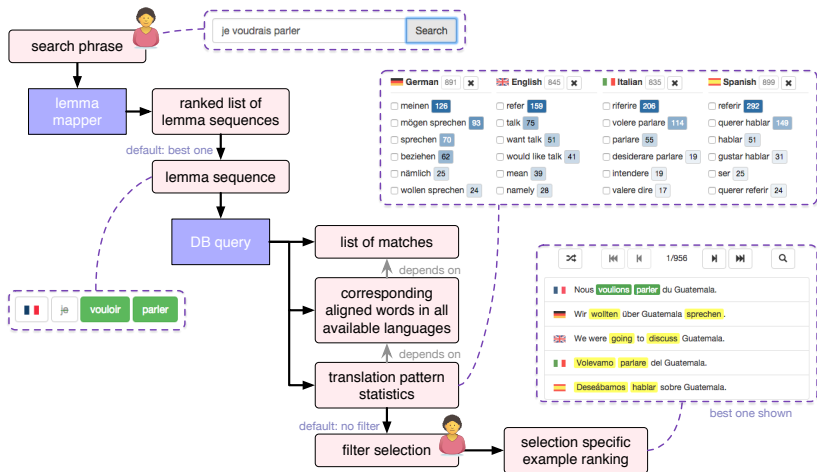 search phrase
je voudrais parler
Search
lemma
mapper
ranked list of
lemma sequences
default: best one
lemma sequence
je
vouloir
parler
DB query
list of matches
depends on
corresponding
aligned words in all
available languages
depends on
translation pattern
statistics
default: no filter
filter selection
selection specific
example ranking
German 891 ✖
meinen 126
mögen sprechen 93
sprechen 70
beziehen 62
nämlich 25
wollen sprechen 24
English 845 ✖
refer 159
talk 75
want talk 51
would like talk 41
mean 39
namely 28
Italian 835 ✖
riferire 206
volere parlare 114
parlare 55
desiderare parlare 19
intendere 19
valere dire 17
Spanish 899 ✖
referir 292
querer hablar 149
hablar 51
gustar hablar 31
ser 25
querer referir 24
1/956
Nous voulions parler du Guatemala.
Wir wollten über Guatemala sprechen.
We were going to discuss Guatemala.
Volevamo parlare del Guatemala.
Deseábamos hablar sobre Guatemala.
best one shown